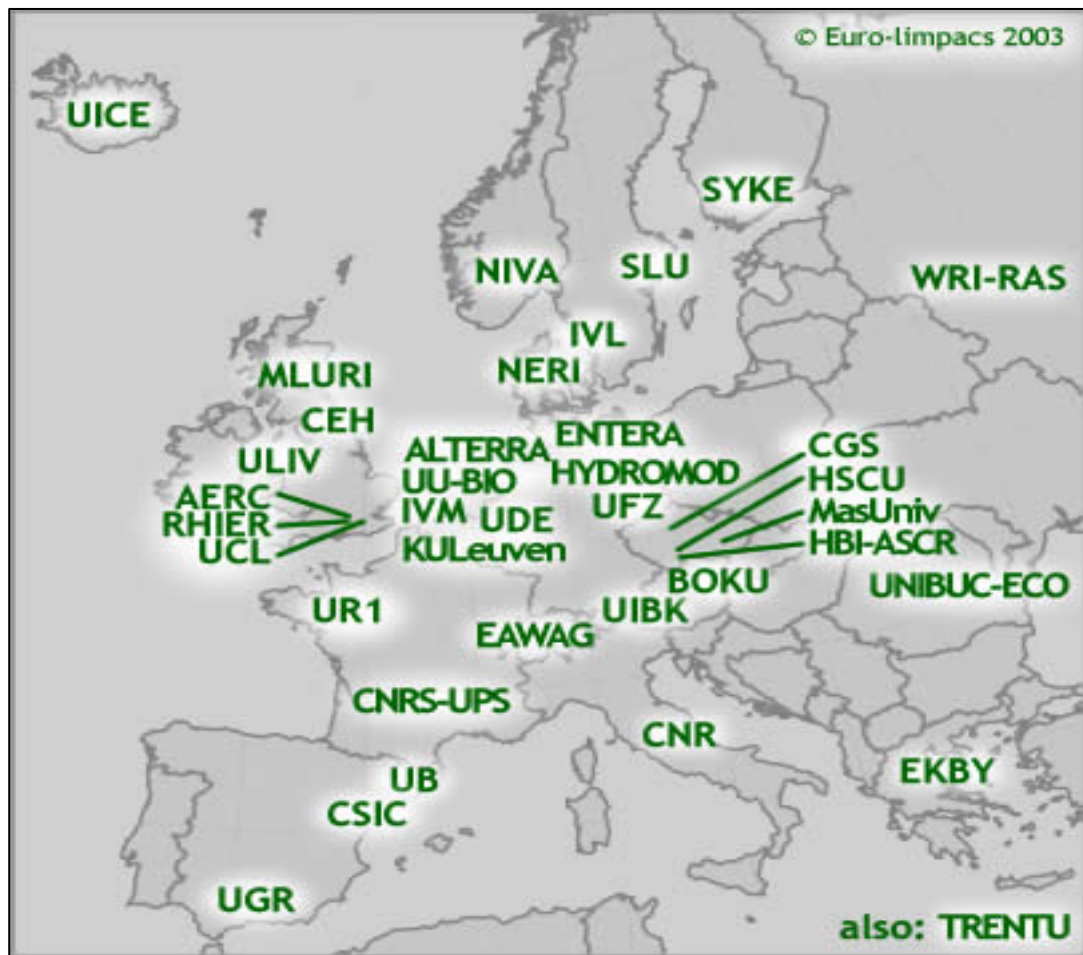 © Euro-limpacs 2003
UICE
SYKE
NIVA
SLU
WRI-RAS
IVL
NERI
MLURI
CEH
ULIV
AERC
RHIER
UCL
ALTERRA
UU-BIO
IVM
UDE
KULeuven
ENTERA
HYDROMOD
UFZ
CGS
HSCU
MasUniv
HBI-ASCR
BOKU
UNIBUC-ECO
UR1
UIBK
EAWAG
CNRS-UPS
CNR
UB
EKBY
CSIC
UGR
also: TRENTU